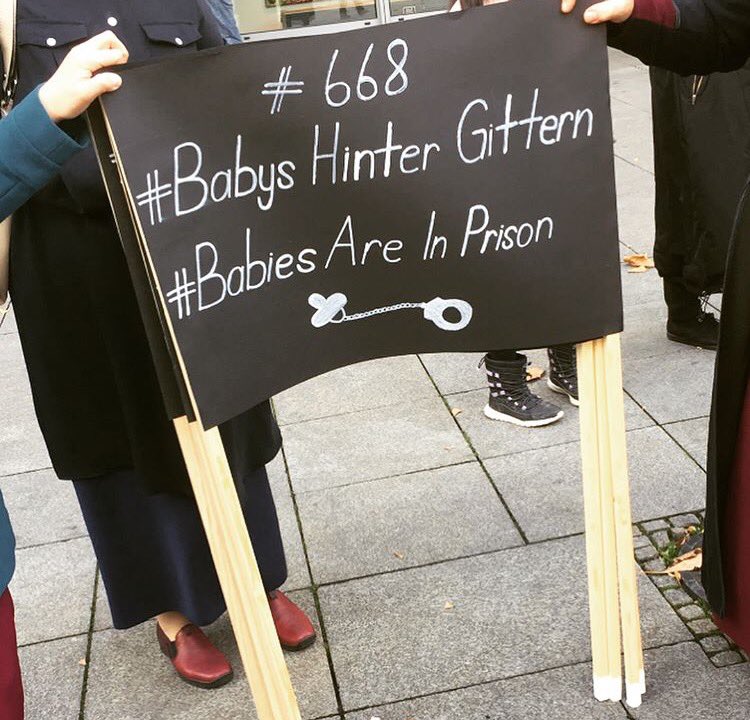 # 668
#Babys Hinter Gittern
#Babies Are In Prison